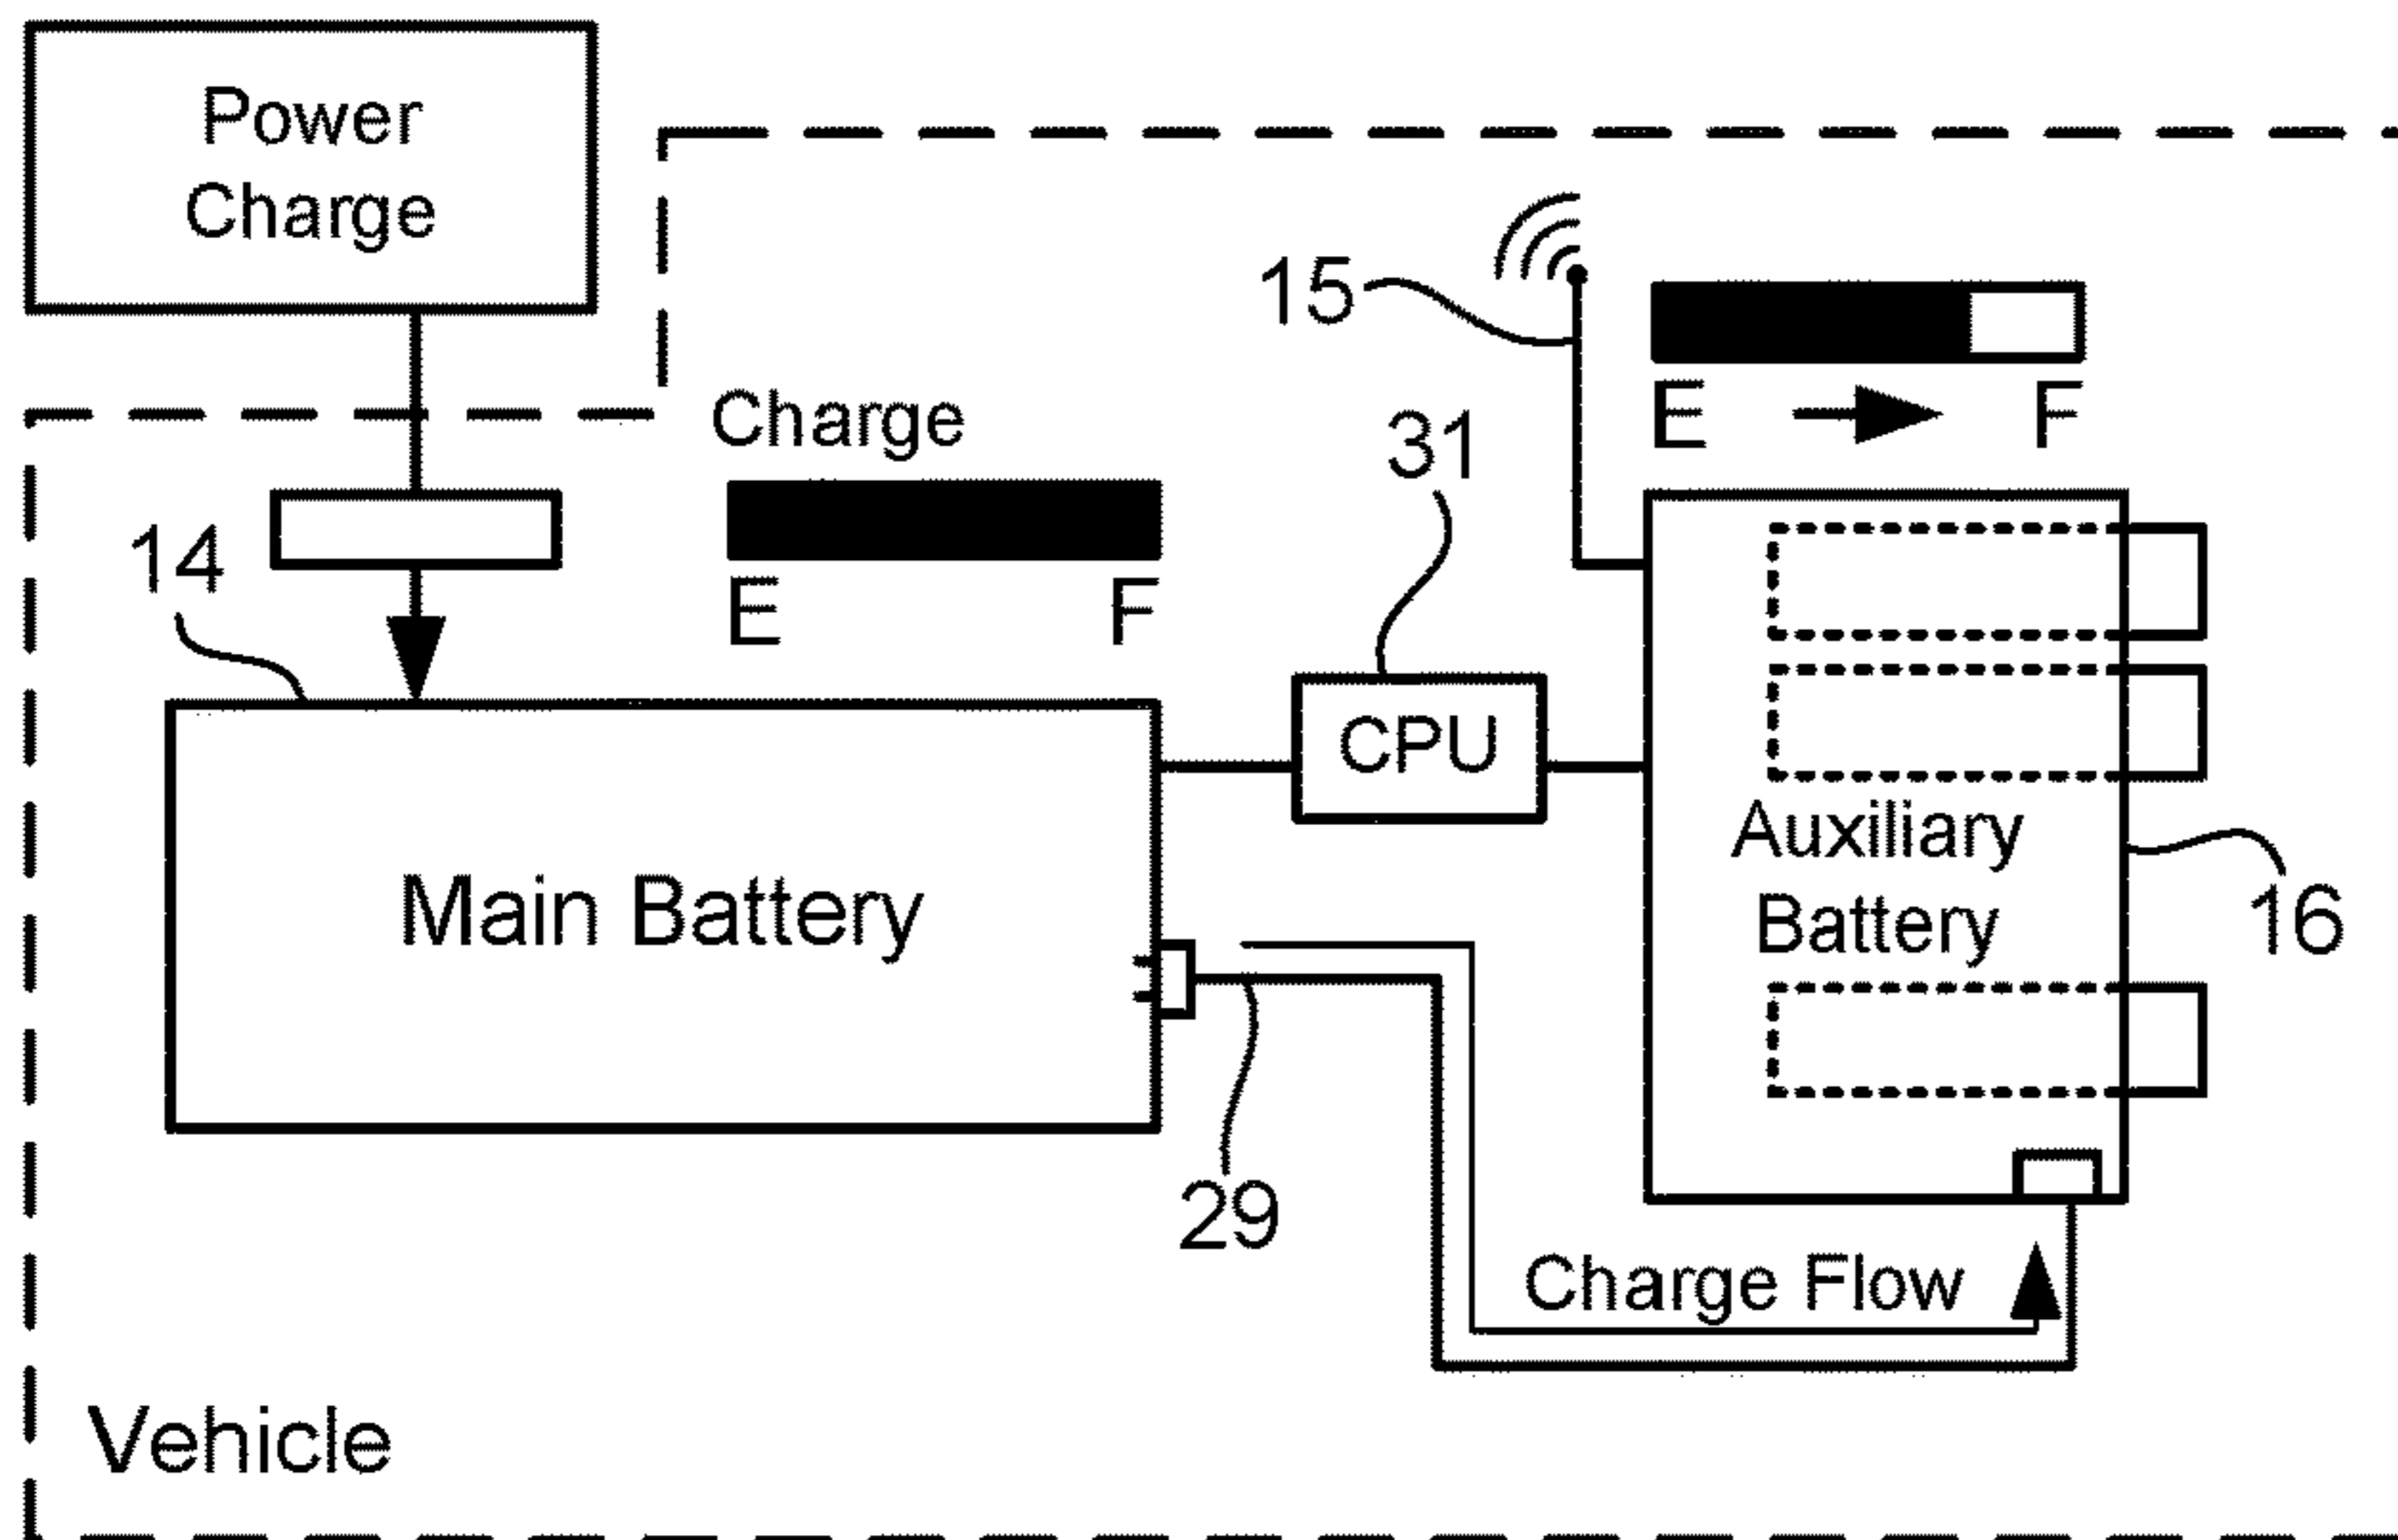 Power
Charge
15
Charge
E F
31
E F
14
CPU
Main Battery
Auxiliary
Battery
16
29
Charge Flow
Vehicle